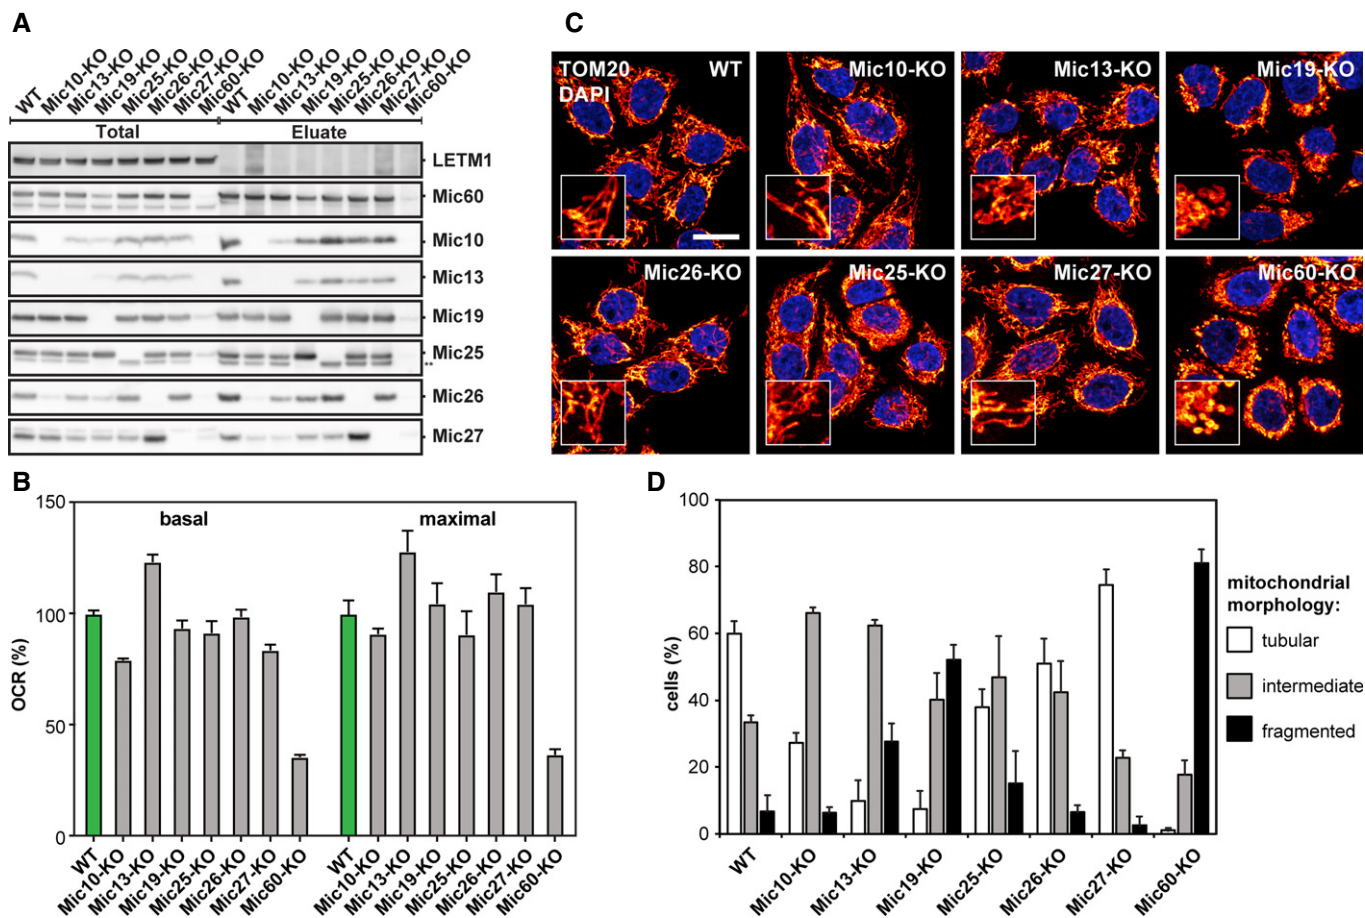 A
WT
Mic10-KO
Mic13-KO
Mic19-KO
Mic25-KO
Mic26-KO
Mic27-KO
Mic60-KO
WT
Mic10-KO
Mic13-KO
Mic19-KO
Mic25-KO
Mic26-KO
Mic27-KO
Mic60-KO
Total
Eluate
LETM1
Mic60
Mic10
Mic13
Mic19
Mic25
**
Mic26
Mic27
C
TOM20
DAPI
WT
Mic10-KO
Mic13-KO
Mic19-KO
Mic26-KO
Mic25-KO
Mic27-KO
Mic60-KO
B
150
100
50
0
OCR (%)
basal
maximal
WT
Mic10-KO
Mic13-KO
Mic19-KO
Mic25-KO
Mic26-KO
Mic27-KO
Mic60-KO
WT
Mic10-KO
Mic13-KO
Mic19-KO
Mic25-KO
Mic26-KO
Mic27-KO
Mic60-KO
D
100
80
60
40
20
0
cells (%)
WT
Mic10-KO
Mic13-KO
Mic19-KO
Mic25-KO
Mic26-KO
Mic27-KO
Mic60-KO
mitochondrial
morphology:
tubular
intermediate
fragmented